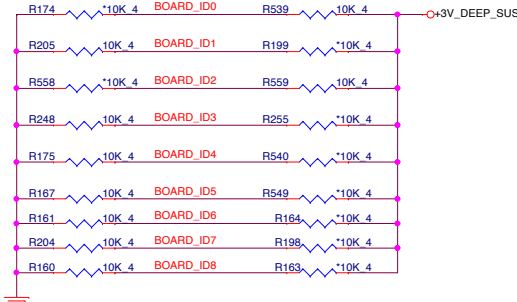 R174 *10K_4 BOARD_ID0 R539 10K_4 +3V_DEEP_SUS
R205 10K_4 BOARD_ID1 R199 *10K_4
R558 *10K_4 BOARD_ID2 R559 10K_4
R248 10K_4 BOARD_ID3 R255 *10K_4
R175 10K_4 BOARD_ID4 R540 *10K_4
R167 10K_4 BOARD_ID5 R549 *10K_4
R161 10K_4 BOARD_ID6 R164 *10K_4
R204 10K_4 BOARD_ID7 R198 *10K_4
R160 10K_4 BOARD_ID8 R163 *10K_4